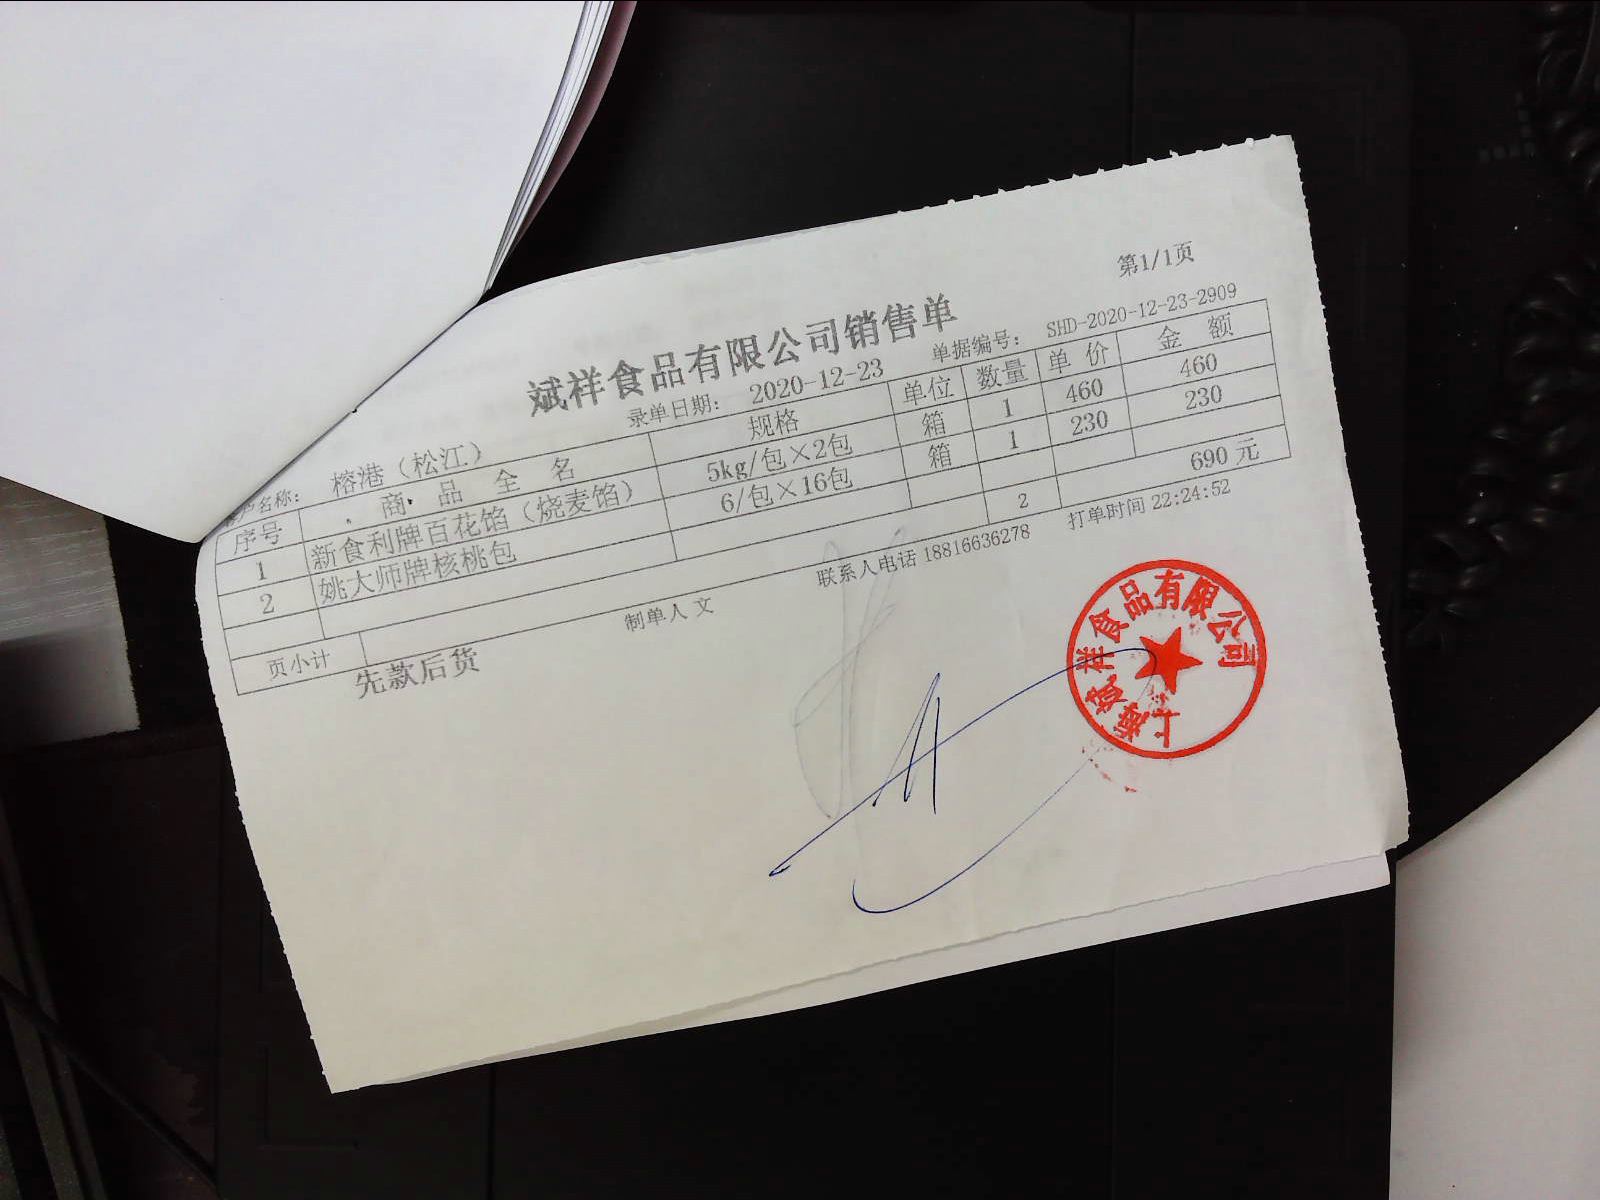 第1/1页
斌祥食品有限公司销售单
户名称： 榕港（松江） 录单日期： 2020-12-23 单据编号： SHD-2020-12-23-2909
序号 商 品 全 名 规格 单位 数量 单 价 金 额
1 新食利牌百花馅（烧麦馅） 5kg/包×2包 箱 1 460 460
2 姚大师牌核桃包 6/包×16包 箱 1 230 230
页小计 2 690 元
先款后货 制单人 文 联系人电话 18816636278 打单时间 22:24:52
上海斌祥食品有限公司